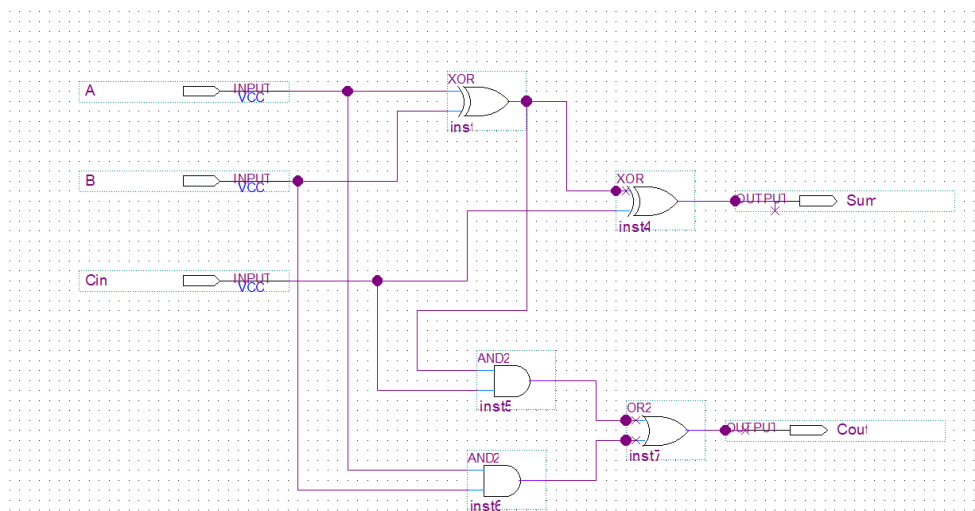 XOR
A
INPUT
VCC
inst
B
INPUT
VCC
XOR
OUTPUT
Sum
inst4
Cin
INPUT
VCC
AND2
inst5
OR2
OUTPUT
Cout
inst7
AND2
inst6